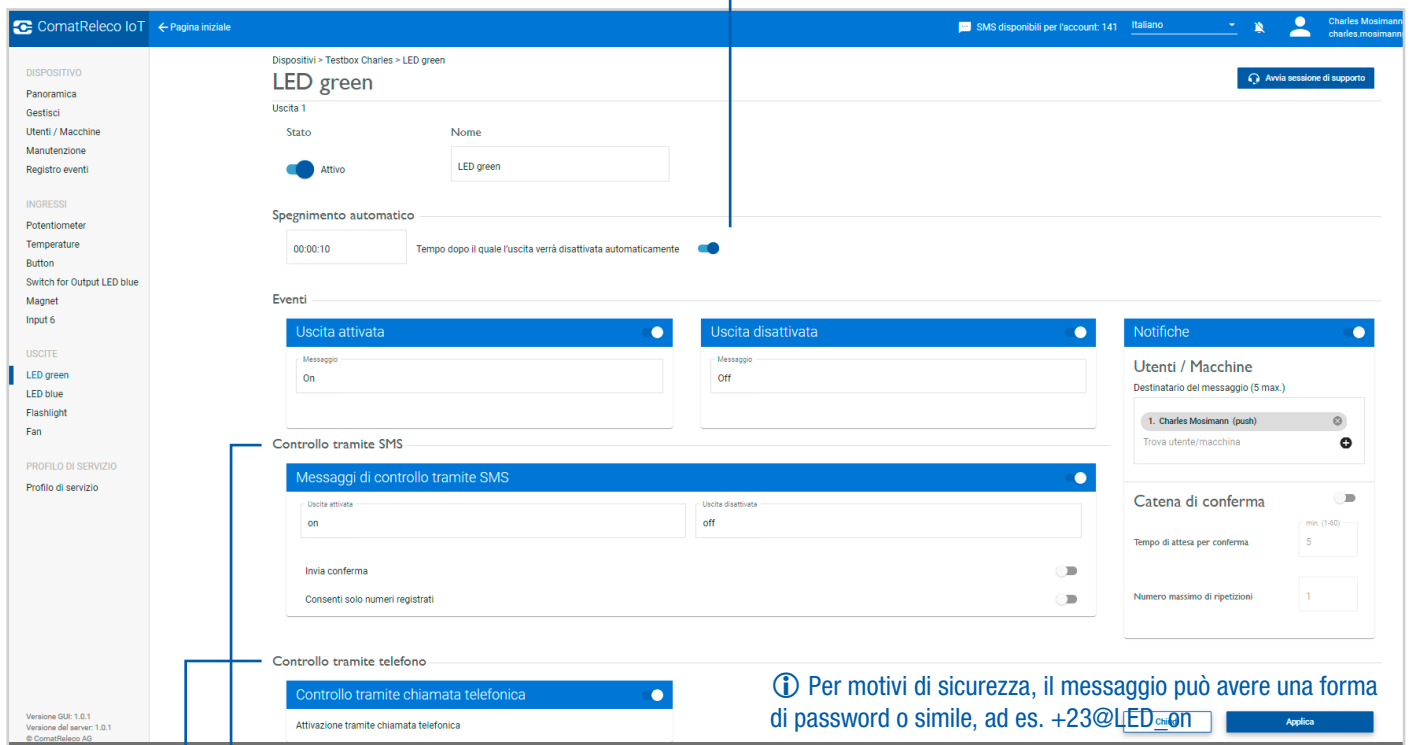 ComatReleco IoT
Pagina iniziale
SMS disponibili per l'account: 141
Italiano
Charles Mosimann
charles.mosimann
DISPOSITIVO
Panoramica
Gestisci
Utenti / Macchine
Manutenzione
Registro eventi
INGRESSI
Potentiometer
Temperature
Button
Switch for Output LED blue
Magnet
Input 6
USCITE
LED green
LED blue
Flashlight
Fan
PROFILO DI SERVIZIO
Profilo di servizio
Versione GUI: 1.0.1
Versione del server: 1.0.1
© ComatReleco AG
Dispositivi > Testbox Charles > LED green
LED green
Avvia sessione di supporto
Uscita 1
Stato
Nome
Attivo
LED green
Spegnimento automatico
00:00:10
Tempo dopo il quale l'uscita verrà disattivata automaticamente
Eventi
Uscita attivata
Messaggio
On
Uscita disattivata
Messaggio
Off
Notifiche
Utenti / Macchine
Destinatario del messaggio (5 max.)
1. Charles Mosimann (push)
Trova utente/macchina
Catena di conferma
min. (1-60)
Tempo di attesa per conferma
5
Numero massimo di ripetizioni
1
Controllo tramite SMS
Messaggi di controllo tramite SMS
Uscita attivata
on
Uscita disattivata
off
Invia conferma
Consenti solo numeri registrati
Controllo tramite telefono
Controllo tramite chiamata telefonica
Attivazione tramite chiamata telefonica
Per motivi di sicurezza, il messaggio può avere una forma
di password o simile, ad es. +23@LED_on
Applica